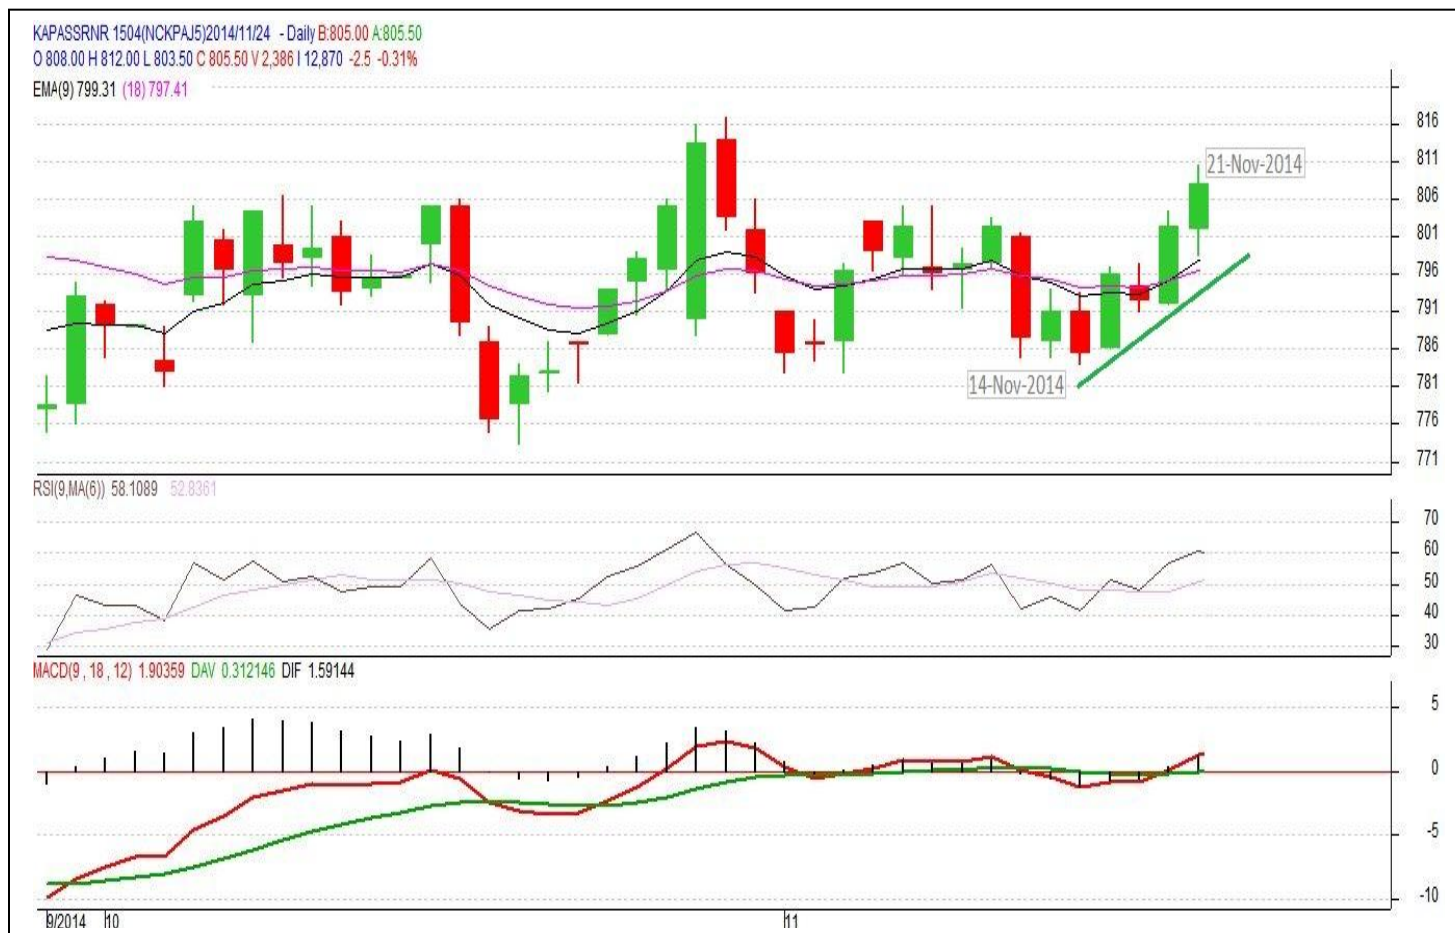 KAPASSRNR 1504(NCKPAJ5)2014/11/24 - Daily B:805.00 A:805.50
O 808.00 H 812.00 L 803.50 C 805.50 V 2,386 I 12,870 -2.5 -0.31%
EMA(9) 799.31 (18) 797.41
816
811
21-Nov-2014
806
801
796
791
786
14-Nov-2014
781
776
771
RSI(9,MA(6)) 58.1089 52.8361
70
60
50
40
30
MACD(9 , 18 , 12) 1.90359 DAV 0.312146 DIF 1.59144
5
0
-5
-10
9/2014 10 11